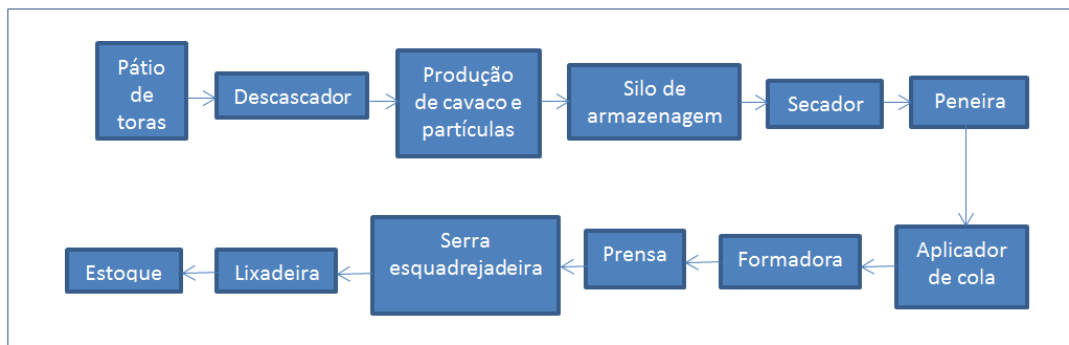 Pátio
de
toras
Descascador
Produção
de cavaco e
partículas
Silo de
armazenagem
Secador
Peneira
Aplicador
de cola
Formadora
Prensa
Serra
esquadrejadeira
Lixadeira
Estoque